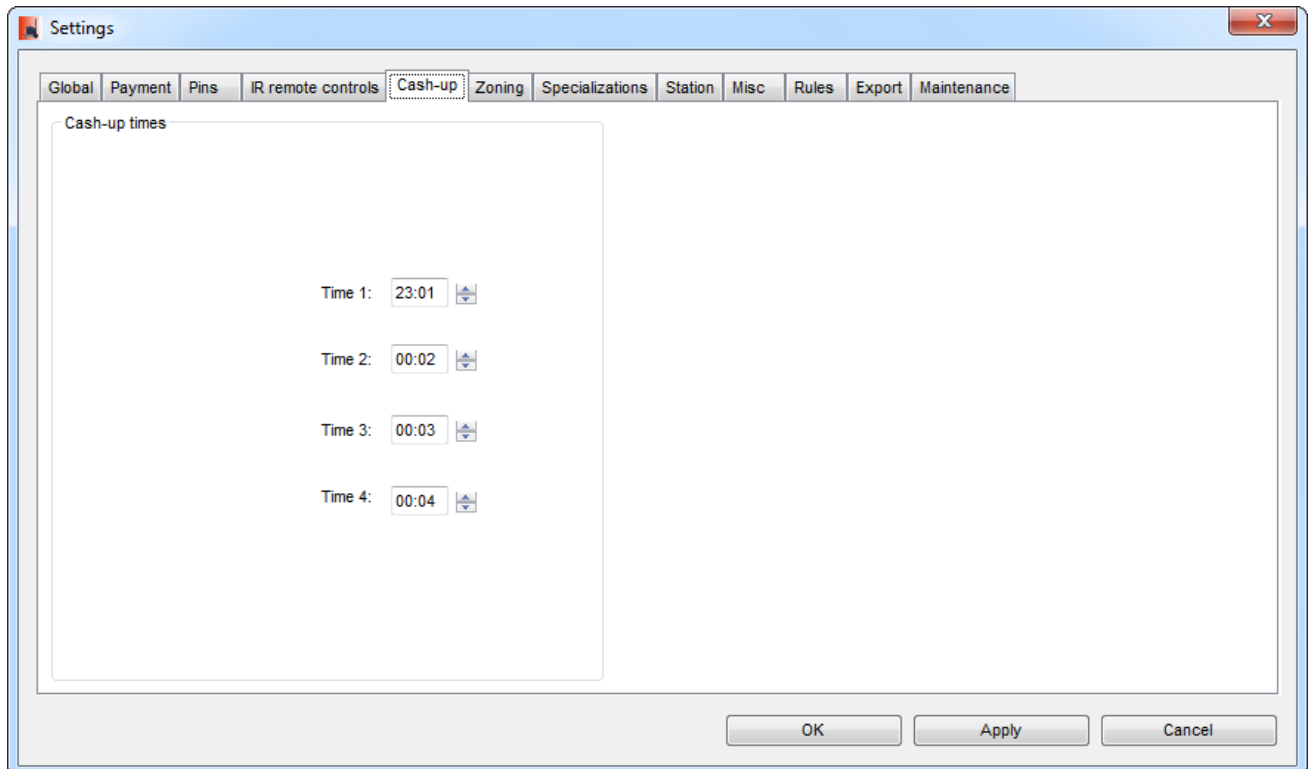 Settings
Global Payment Pins IR remote controls Cash-up Zoning Specializations Station Misc Rules Export Maintenance
Cash-up times
Time 1: 23:01
Time 2: 00:02
Time 3: 00:03
Time 4: 00:04
OK Apply Cancel